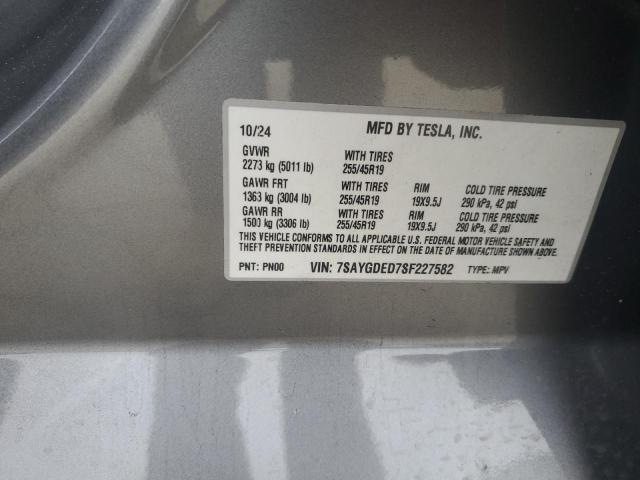 10/24 MFD BY TESLA, INC.
GVWR WITH TIRES
2273 kg (5011 lb) 255/45R19
GAWR FRT WITH TIRES RIM COLD TIRE PRESSURE
1363 kg (3004 lb) 255/45R19 19X9.5J 290 kPa, 42 psi
GAWR RR WITH TIRES RIM COLD TIRE PRESSURE
1500 kg (3306 lb) 255/45R19 19X9.5J 290 kPa, 42 psi
THIS VEHICLE CONFORMS TO ALL APPLICABLE U.S. FEDERAL MOTOR VEHICLE SAFETY AND
THEFT PREVENTION STANDARDS IN EFFECT ON THE DATE OF MANUFACTURE SHOWN ABOVE.
PNT: PN00 VIN: 7SAYGDED7SF227582 TYPE: MPV